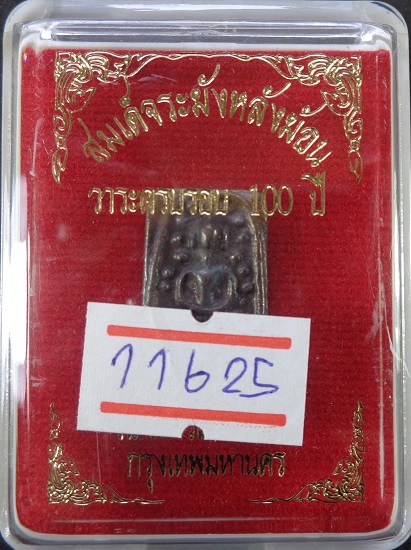 สมเด็จระฆังหลังฆ้อน
วาระครบรอบ 100 ปี
11625
กรุงเทพมหานคร